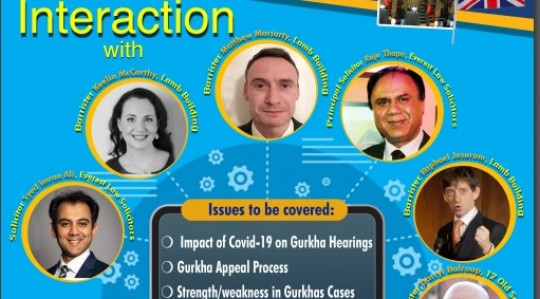 Interaction
with
Barrister Keelin McCarthy, Lamb Building
Barrister Matthew Moriarty, Lamb Building
Principal Solicitor Raju Thapa, Everest Law Solicitors
Solicitor Syed Imran Ali, Everest Law Solicitors
Barrister Raphael Jesurum, Lamb Building
12 Old
Issues to be covered:
Impact of Covid-19 on Gurkha Hearings
Gurkha Appeal Process
Strength/weakness in Gurkhas Cases